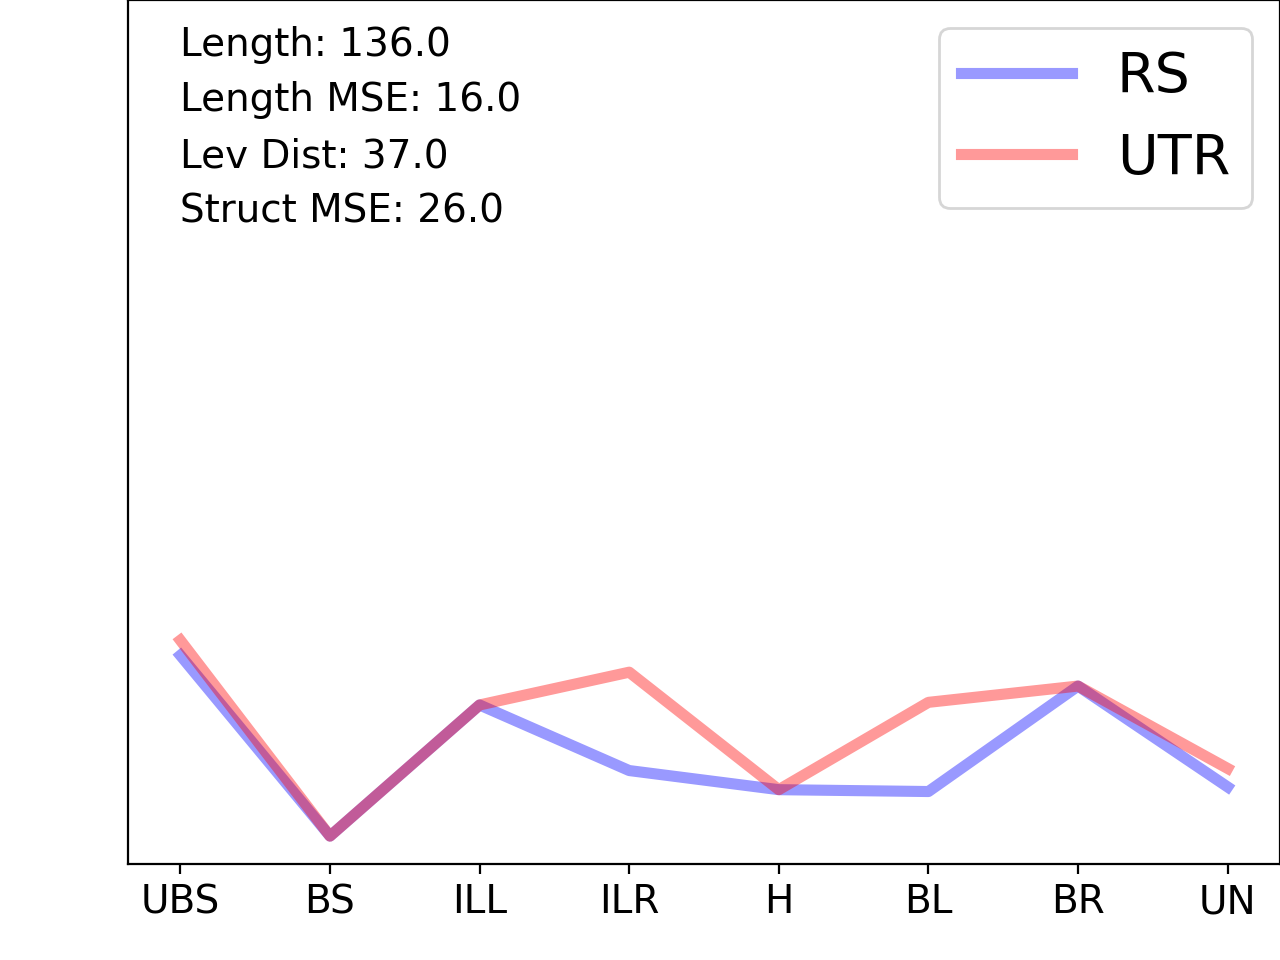 Length: 136.0
Length MSE: 16.0
Lev Dist: 37.0
Struct MSE: 26.0
RS
UTR
UBS BS ILL ILR H BL BR UN